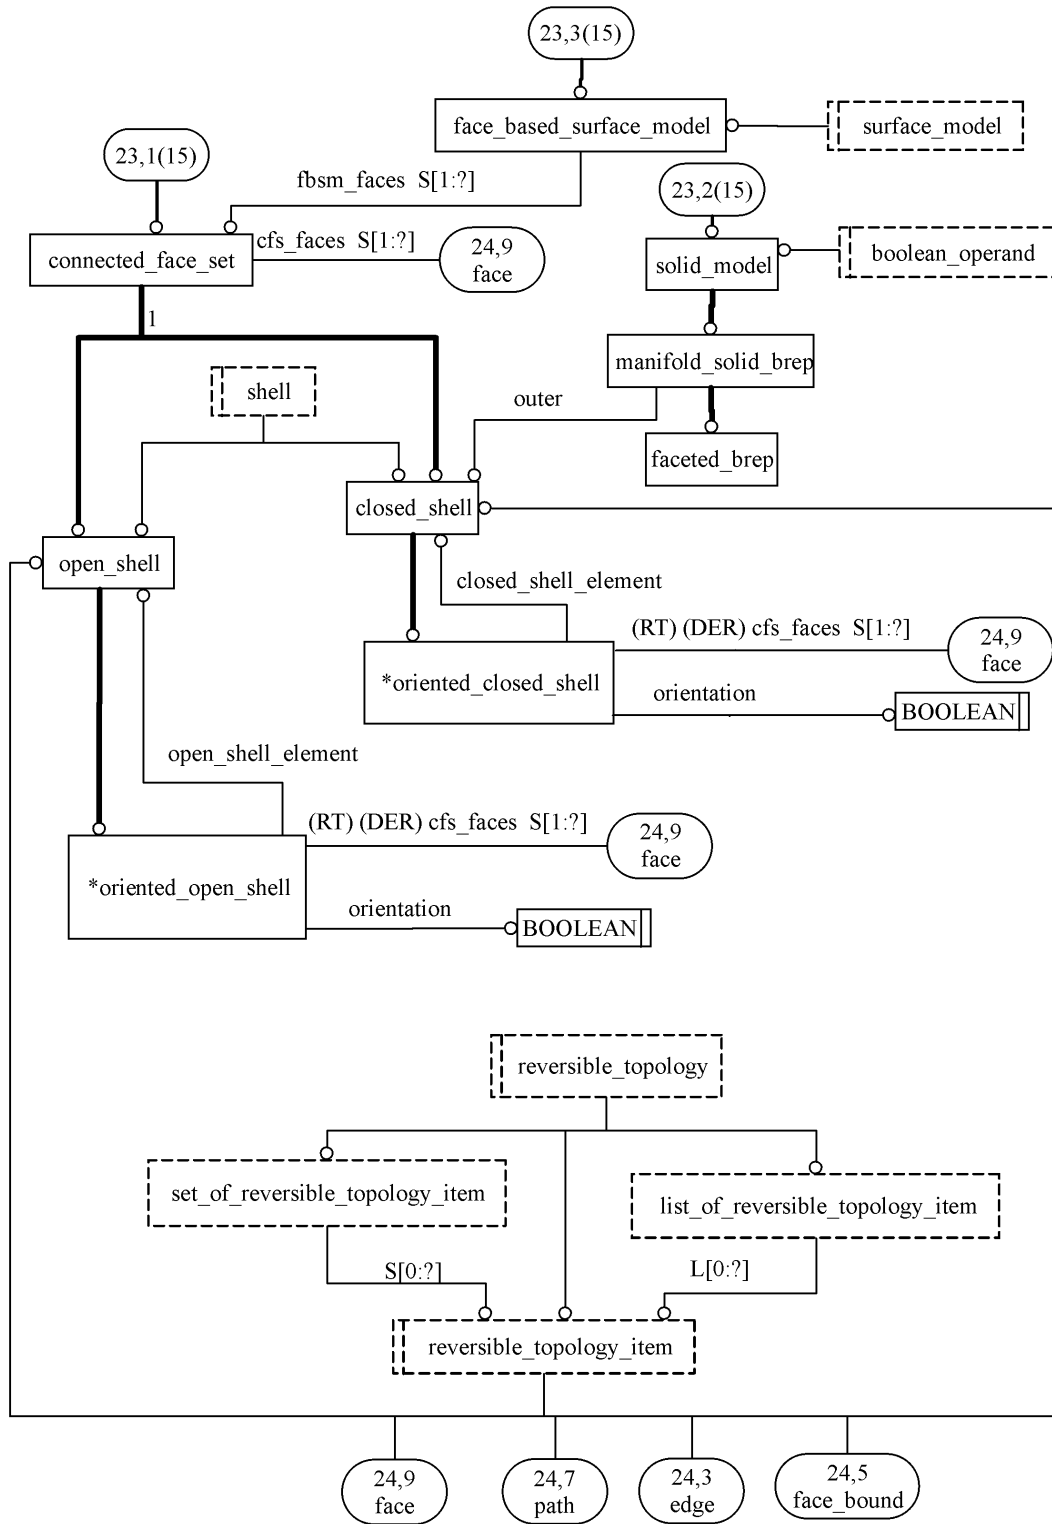 23,3(15)
face_based_surface_model
surface_model
23,1(15)
fbsm_faces S[1:?]
23,2(15)
connected_face_set
cfs_faces S[1:?]
24,9
face
solid_model
boolean_operand
1
manifold_solid_brep
shell
outer
faceted_brep
closed_shell
open_shell
closed_shell_element
(RT) (DER) cfs_faces S[1:?]
24,9
face
*oriented_closed_shell
orientation
BOOLEAN
open_shell_element
(RT) (DER) cfs_faces S[1:?]
24,9
face
*oriented_open_shell
orientation
BOOLEAN
reversible_topology
set_of_reversible_topology_item
list_of_reversible_topology_item
S[0:?]
L[0:?]
reversible_topology_item
24,9
face
24,7
path
24,3
edge
24,5
face_bound